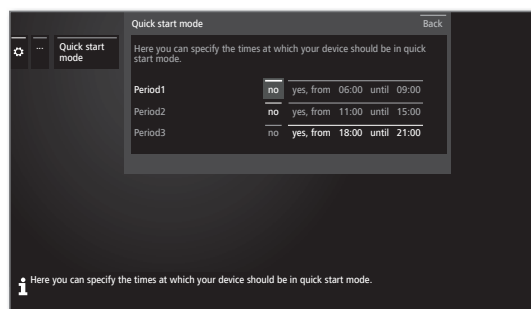 Quick start mode Back
... Quick start
mode
Here you can specify the times at which your device should be in quick
start mode.
Period1 no yes, from 06:00 until 09:00
Period2 no yes, from 11:00 until 15:00
Period3 no yes, from 18:00 until 21:00
i Here you can specify the times at which your device should be in quick start mode.